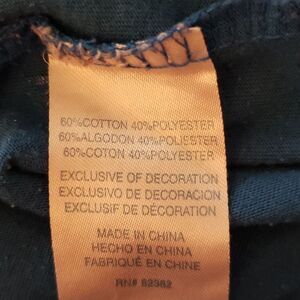 60%COTTON 40%POLYESTER
60%ALGODON 40%POLIESTER
60%COTON 40%POLYESTER
EXCLUSIVE OF DECORATION
EXCLUSIVO DE DECORACION
EXCLUSIF DE DÉCORATION
MADE IN CHINA
HECHO EN CHINA
FABRIQUÉ EN CHINE
RN# 52382